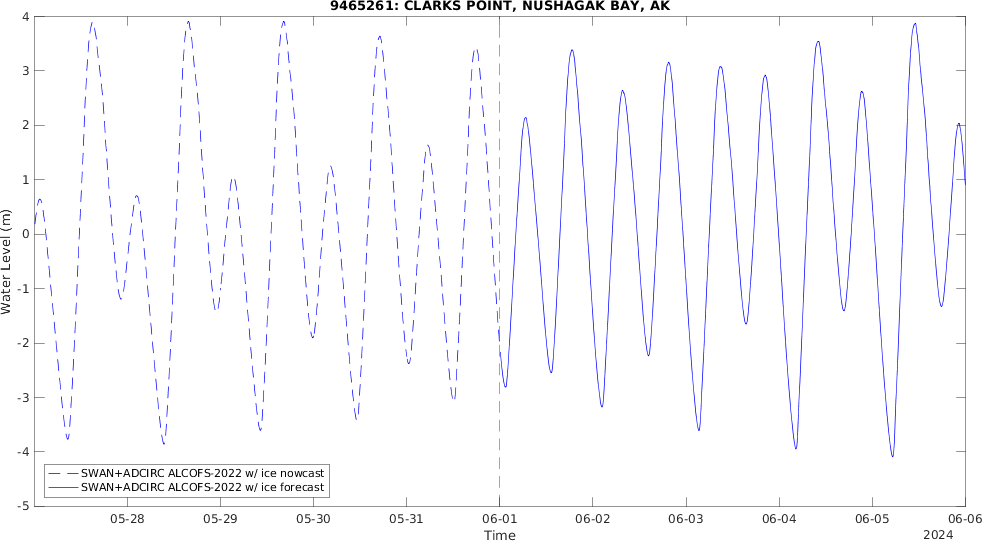 9465261: CLARKS POINT, NUSHAGAK BAY, AK
Water Level (m)
4
3
2
1
0
-1
-2
-3
-4
-5
SWAN+ADCIRC ALCOFS-2022 w/ ice nowcast
SWAN+ADCIRC ALCOFS-2022 w/ ice forecast
05-28 05-29 05-30 05-31 06-01 06-02 06-03 06-04 06-05 06-06
Time
2024